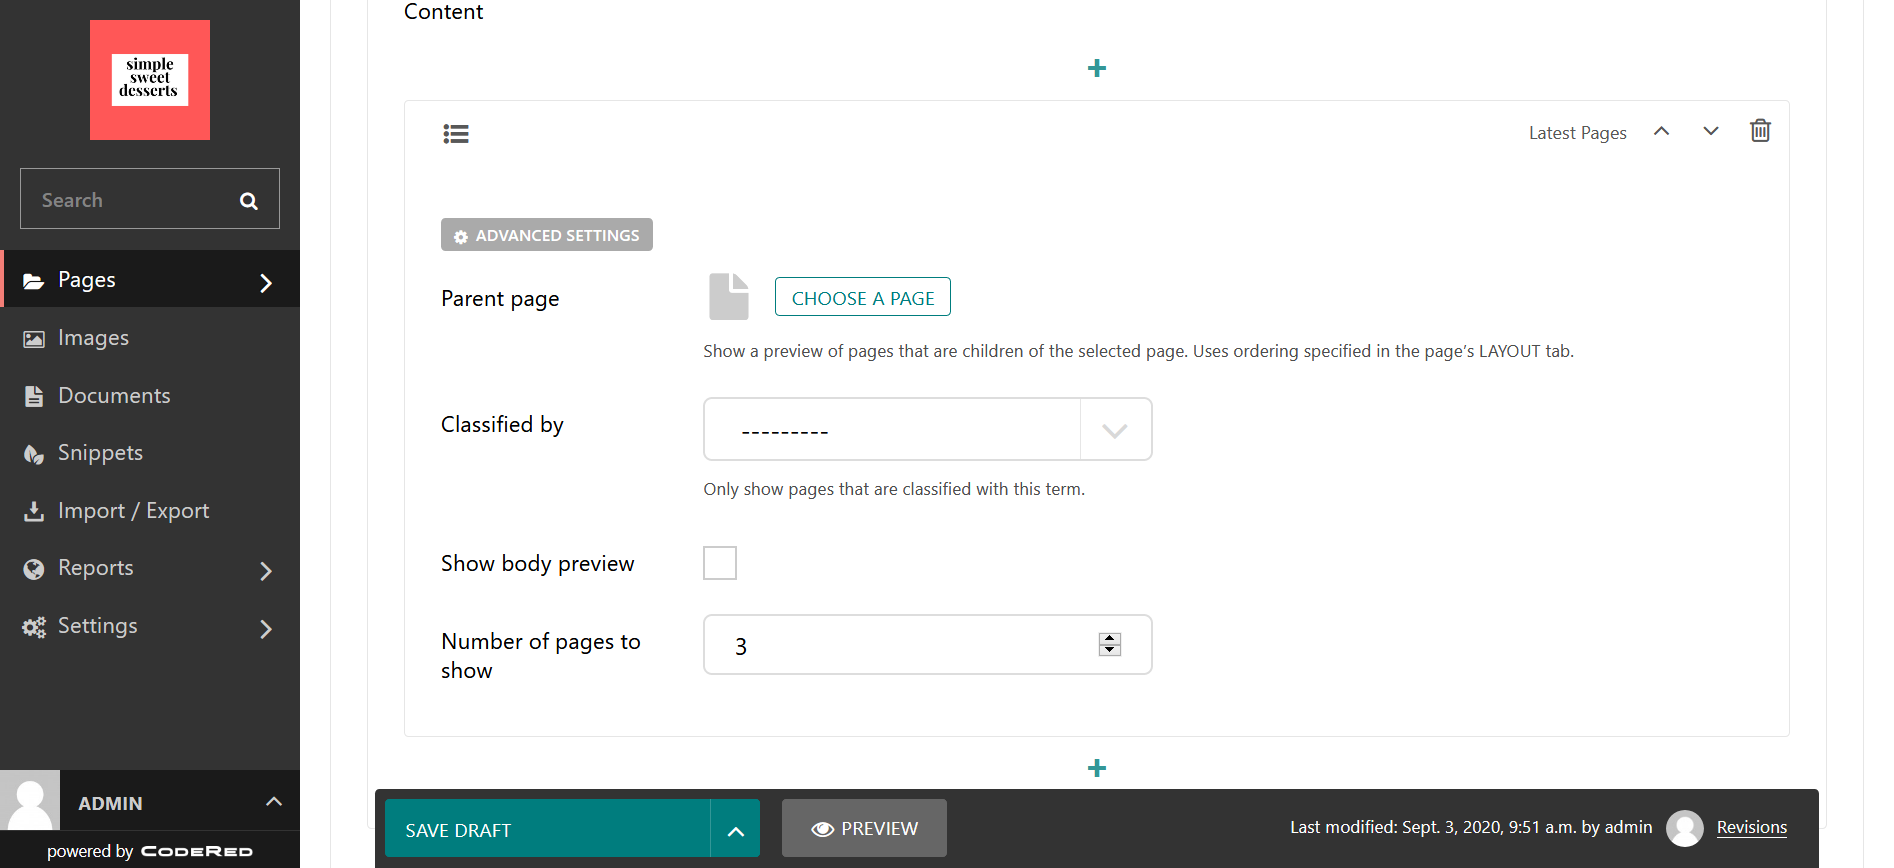 simple
sweet
desserts
Search
Pages
Images
Documents
Snippets
Import / Export
Reports
Settings
ADMIN
powered by CODERED
Content
+
Latest Pages
ADVANCED SETTINGS
Parent page
CHOOSE A PAGE
Show a preview of pages that are children of the selected page. Uses ordering specified in the page’s LAYOUT tab.
Classified by
---------
Only show pages that are classified with this term.
Show body preview
Number of pages to
show
3
+
SAVE DRAFT
PREVIEW
Last modified: Sept. 3, 2020, 9:51 a.m. by admin
Revisions